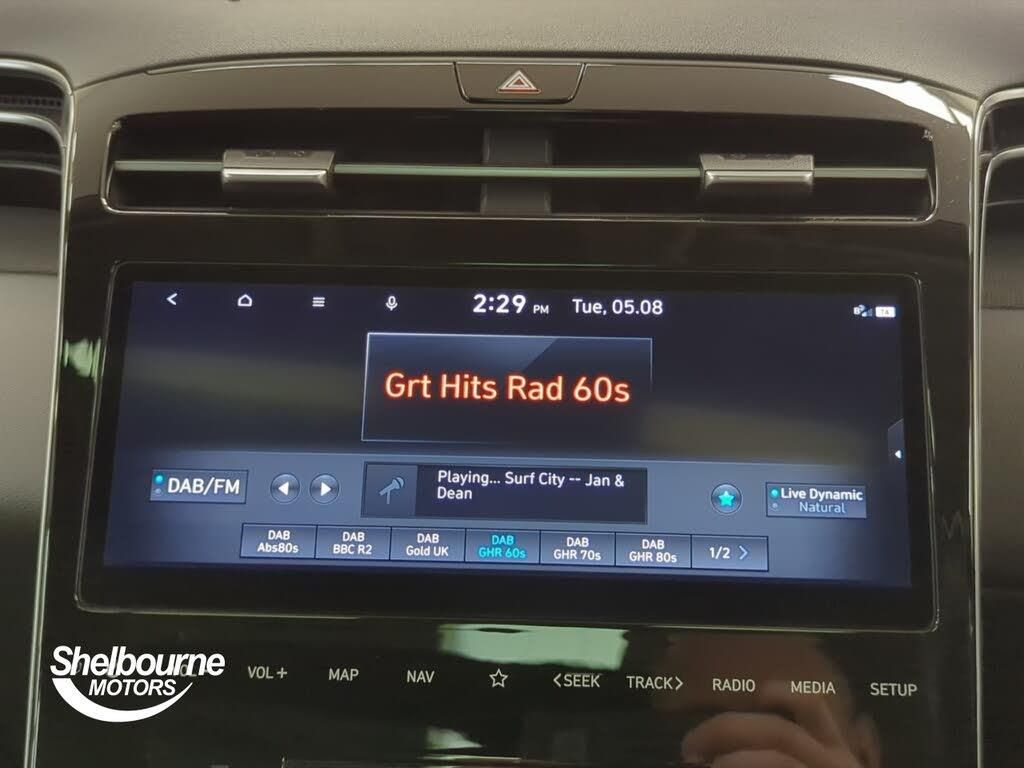 2:29 PM Tue, 05.08
Grt Hits Rad 60s
DAB/FM
Playing... Surf City -- Jan &
Dean
Live Dynamic
Natural
DAB
Abs80s
DAB
BBC R2
DAB
Gold UK
DAB
GHR 60s
DAB
GHR 70s
DAB
GHR 80s
1/2 >
VOL+ MAP NAV <SEEK TRACK> RADIO MEDIA SETUP
Shelbourne
MOTORS